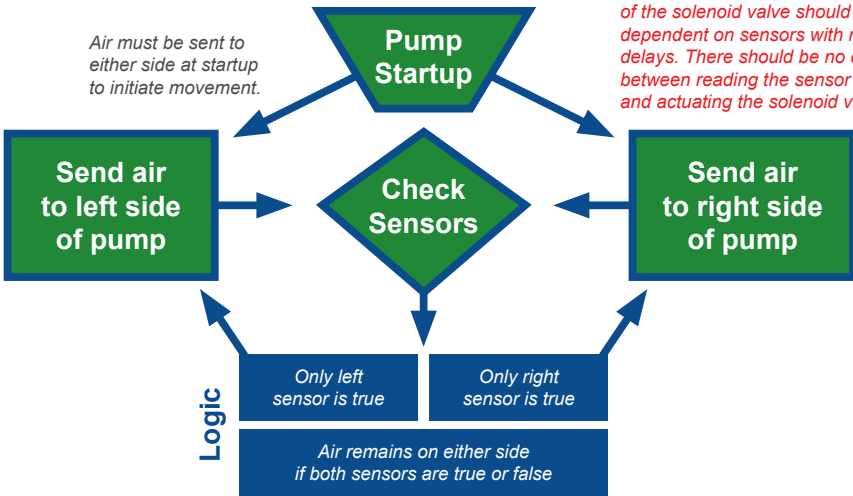 Air must be sent to
either side at startup
to initiate movement.
Pump
Startup
of the solenoid valve should
dependent on sensors with
delays. There should be no
between reading the sensor
and actuating the solenoid
Send air
to left side
of pump
Check
Sensors
Send air
to right side
of pump
Logic
Only left
sensor is true
Only right
sensor is true
Air remains on either side
if both sensors are true or false